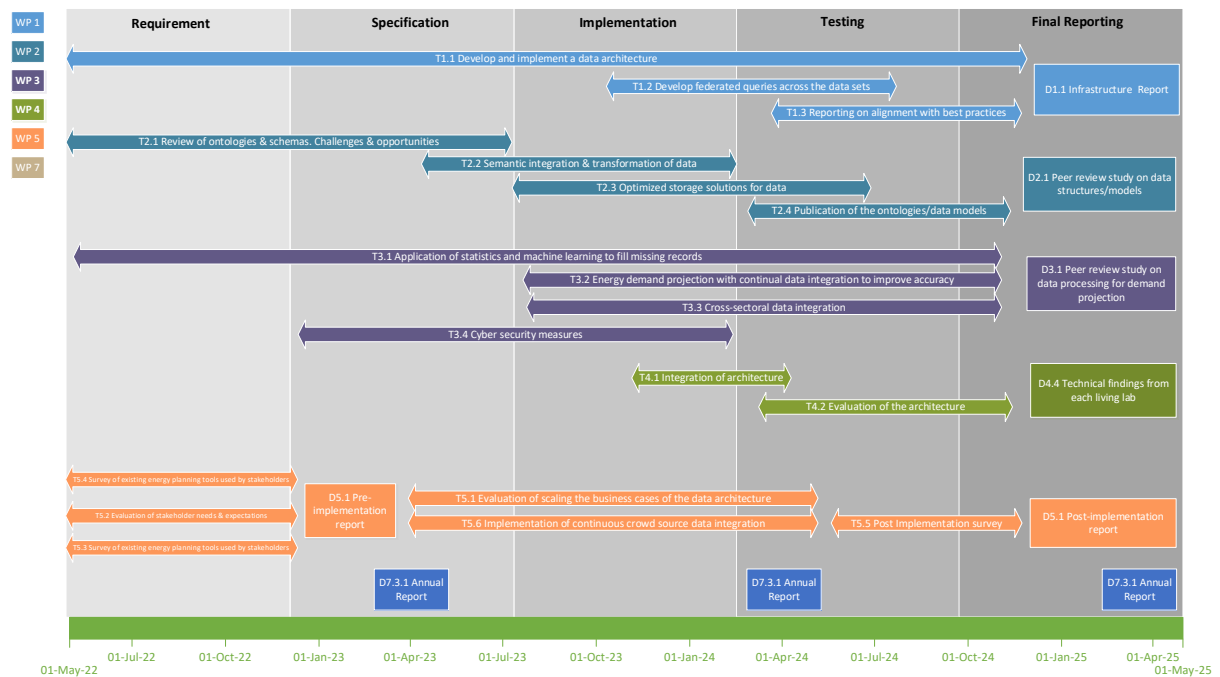 Requirement
Specification
Implementation
Testing
Final Reporting
WP 1
WP 2
WP 3
WP 4
WP 5
WP 7
T1.1 Develop and implement a data architecture
T1.2 Develop federated queries across the data sets
T1.3 Reporting on alignment with best practices
D1.1 Infrastructure Report
T2.1 Review of ontologies & schemas. Challenges & opportunities
T2.2 Semantic integration & transformation of data
T2.3 Optimized storage solutions for data
T2.4 Publication of the ontologies/data models
D2.1 Peer review study on data
structures/models
T3.1 Application of statistics and machine learning to fill missing records
T3.2 Energy demand projection with continual data integration to improve accuracy
T3.3 Cross-sectoral data integration
T3.4 Cyber security measures
D3.1 Peer review study on
data processing for demand
projection
T4.1 Integration of architecture
T4.2 Evaluation of the architecture
D4.4 Technical findings from
each living lab
T5.4 Survey of existing energy planning tools used by stakeholders
T5.2 Evaluation of stakeholder needs & expectations
T5.3 Survey of existing energy planning tools used by stakeholders
D5.1 Pre-
implementation
report
T5.1 Evaluation of scaling the business cases of the data architecture
T5.6 Implementation of continuous crowd source data integration
T5.5 Post Implementation survey
D5.1 Post-implementation
report
D7.3.1 Annual
Report
D7.3.1 Annual
Report
D7.3.1 Annual
Report
01-May-22
01-Jul-22
01-Oct-22
01-Jan-23
01-Apr-23
01-Jul-23
01-Oct-23
01-Jan-24
01-Apr-24
01-Jul-24
01-Oct-24
01-Jan-25
01-Apr-25
01-May-25